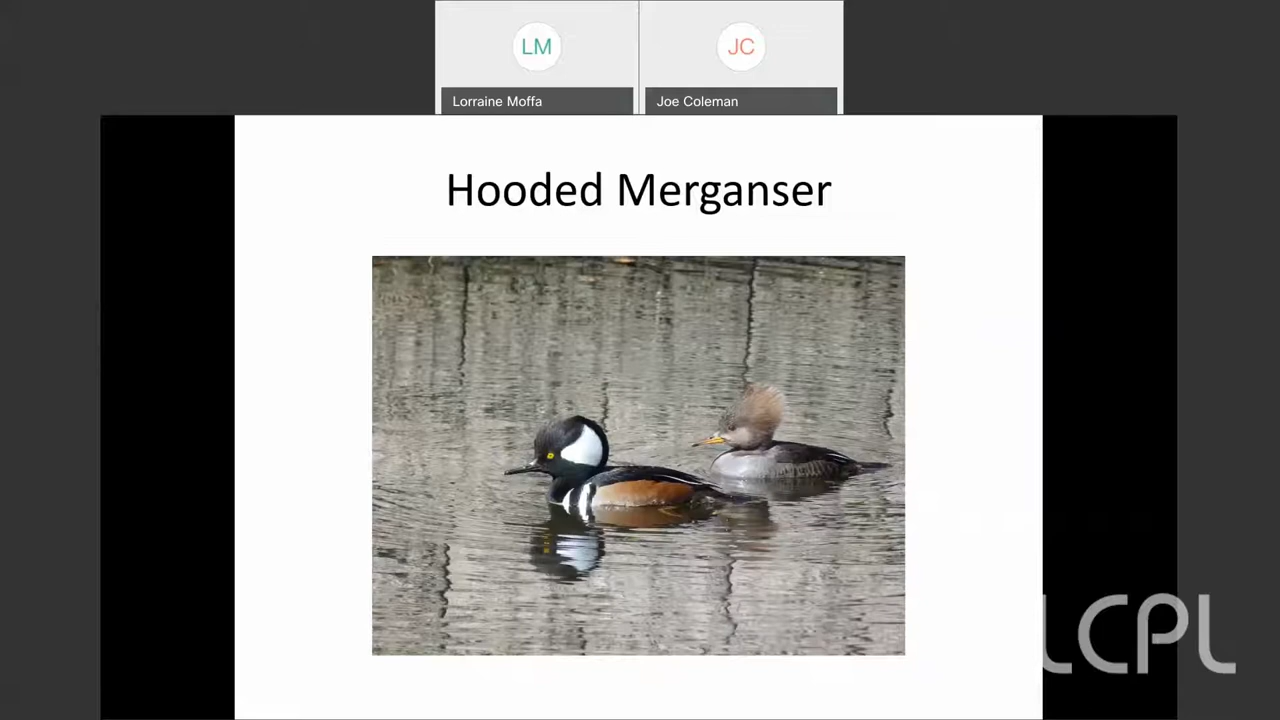 LM
JC
Lorraine Moffa
Joe Coleman
Hooded Merganser
LCPL